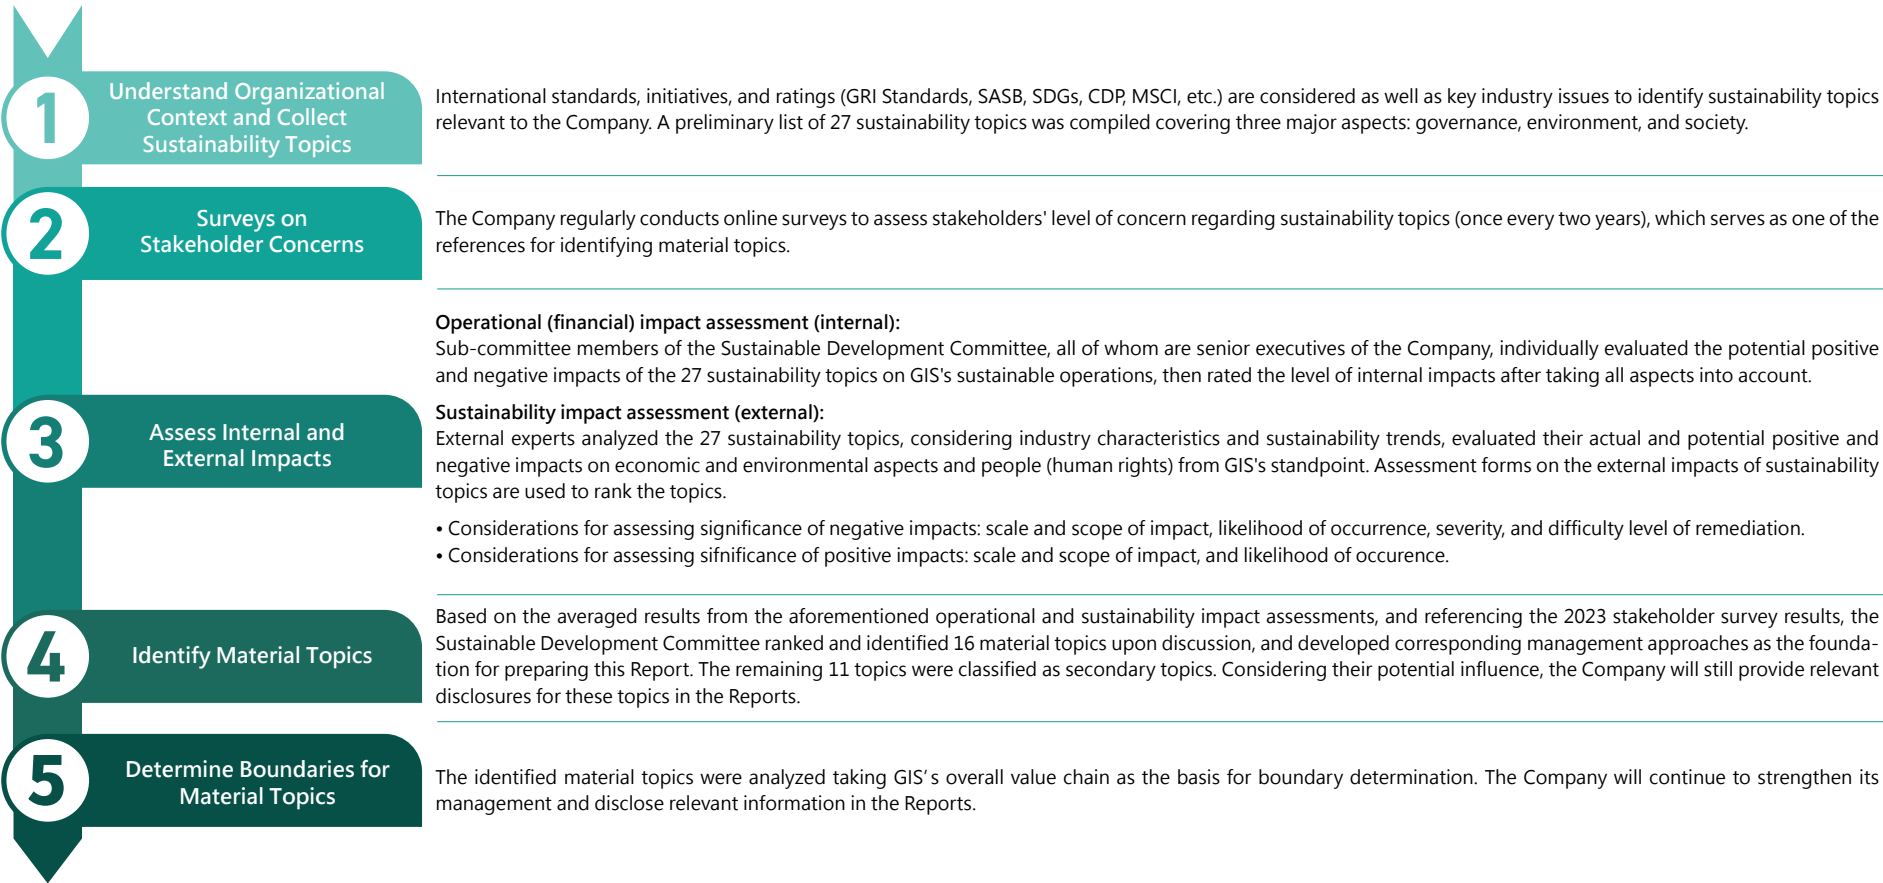 1
Understand Organizational
Context and Collect
Sustainability Topics
International standards, initiatives, and ratings (GRI Standards, SASB, SDGs, CDP, MSCI, etc.) are considered as well as key industry issues to identify sustainability topics
relevant to the Company. A preliminary list of 27 sustainability topics was compiled covering three major aspects: governance, environment, and society.
2
Surveys on
Stakeholder Concerns
The Company regularly conducts online surveys to assess stakeholders' level of concern regarding sustainability topics (once every two years), which serves as one of the
references for identifying material topics.
3
Assess Internal and
External Impacts
Operational (financial) impact assessment (internal):
Sub-committee members of the Sustainable Development Committee, all of whom are senior executives of the Company, individually evaluated the potential positive
and negative impacts of the 27 sustainability topics on GIS's sustainable operations, then rated the level of internal impacts after taking all aspects into account.
Sustainability impact assessment (external):
External experts analyzed the 27 sustainability topics, considering industry characteristics and sustainability trends, evaluated their actual and potential positive and
negative impacts on economic and environmental aspects and people (human rights) from GIS's standpoint. Assessment forms on the external impacts of sustainability
topics are used to rank the topics.
• Considerations for assessing significance of negative impacts: scale and scope of impact, likelihood of occurrence, severity, and difficulty level of remediation.
• Considerations for assessing sifnificance of positive impacts: scale and scope of impact, and likelihood of occurence.
4
Identify Material Topics
Based on the averaged results from the aforementioned operational and sustainability impact assessments, and referencing the 2023 stakeholder survey results, the
Sustainable Development Committee ranked and identified 16 material topics upon discussion, and developed corresponding management approaches as the founda-
tion for preparing this Report. The remaining 11 topics were classified as secondary topics. Considering their potential influence, the Company will still provide relevant
disclosures for these topics in the Reports.
5
Determine Boundaries for
Material Topics
The identified material topics were analyzed taking GIS's overall value chain as the basis for boundary determination. The Company will continue to strengthen its
management and disclose relevant information in the Reports.